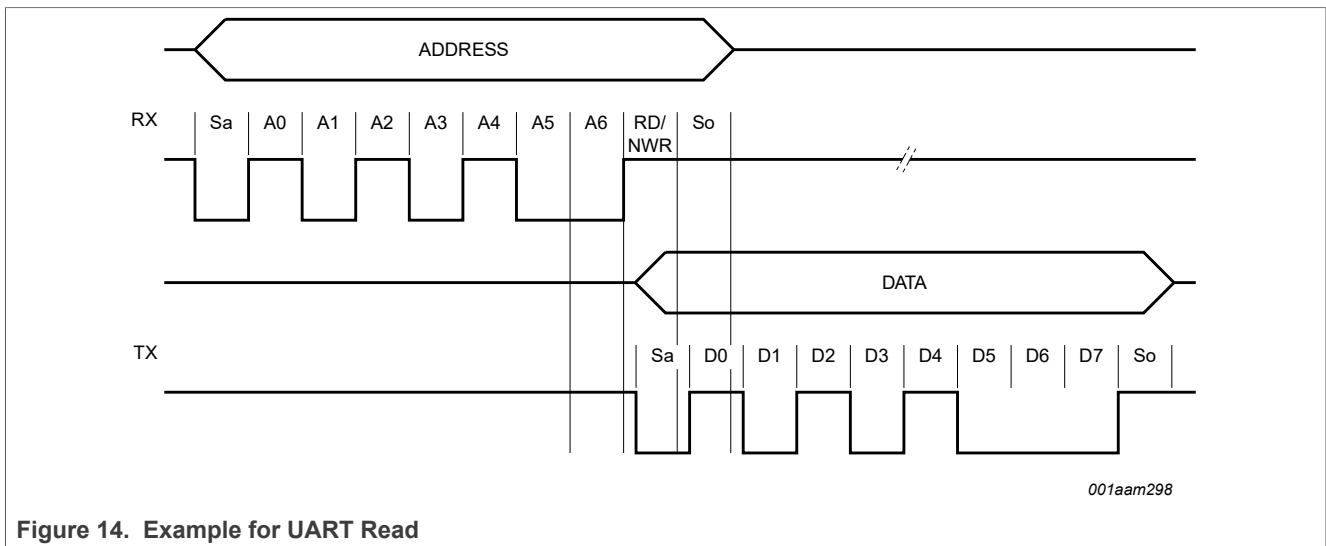 ADDRESS
RX Sa A0 A1 A2 A3 A4 A5 A6 RD/ So
NWR
DATA
TX Sa D0 D1 D2 D3 D4 D5 D6 D7 So
001aam298
Figure 14. Example for UART Read